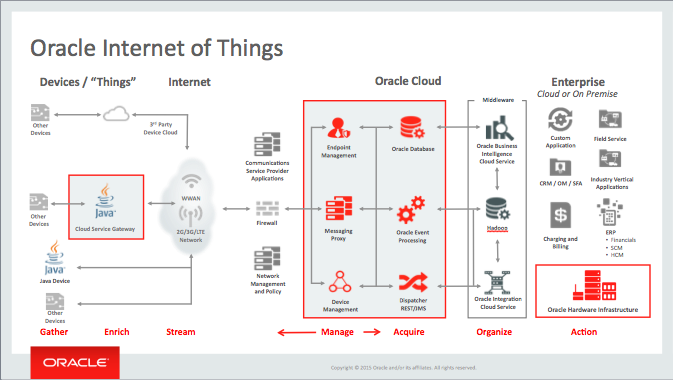 Oracle Internet of Things
Devices / “Things”
Internet
Oracle Cloud
Enterprise
Cloud or On Premise
Other
Devices
3rd Party
Device Cloud
Communications
Service Provider
Applications
Endpoint
Management
Oracle Database
Middleware
Oracle Business
Intelligence
Cloud Service
Custom
Application
Field Service
CRM / OM / SFA
Industry Vertical
Applications
Other
Devices
Java
Cloud Service Gateway
WWAN
2G/3G/LTE
Network
Firewall
Messaging
Proxy
Oracle Event
Processing
Hadoop
Charging and
Billing
ERP
• Financials
• SCM
• HCM
Java
Java Device
Other
Devices
Network
Management
and Policy
Device
Management
Dispatcher
REST/JMS
Oracle Integration
Cloud Service
Oracle Hardware Infrastructure
Gather
Enrich
Stream
Manage
Acquire
Organize
Action
ORACLE
Copyright © 2015 Oracle and/or its affiliates. All rights reserved.